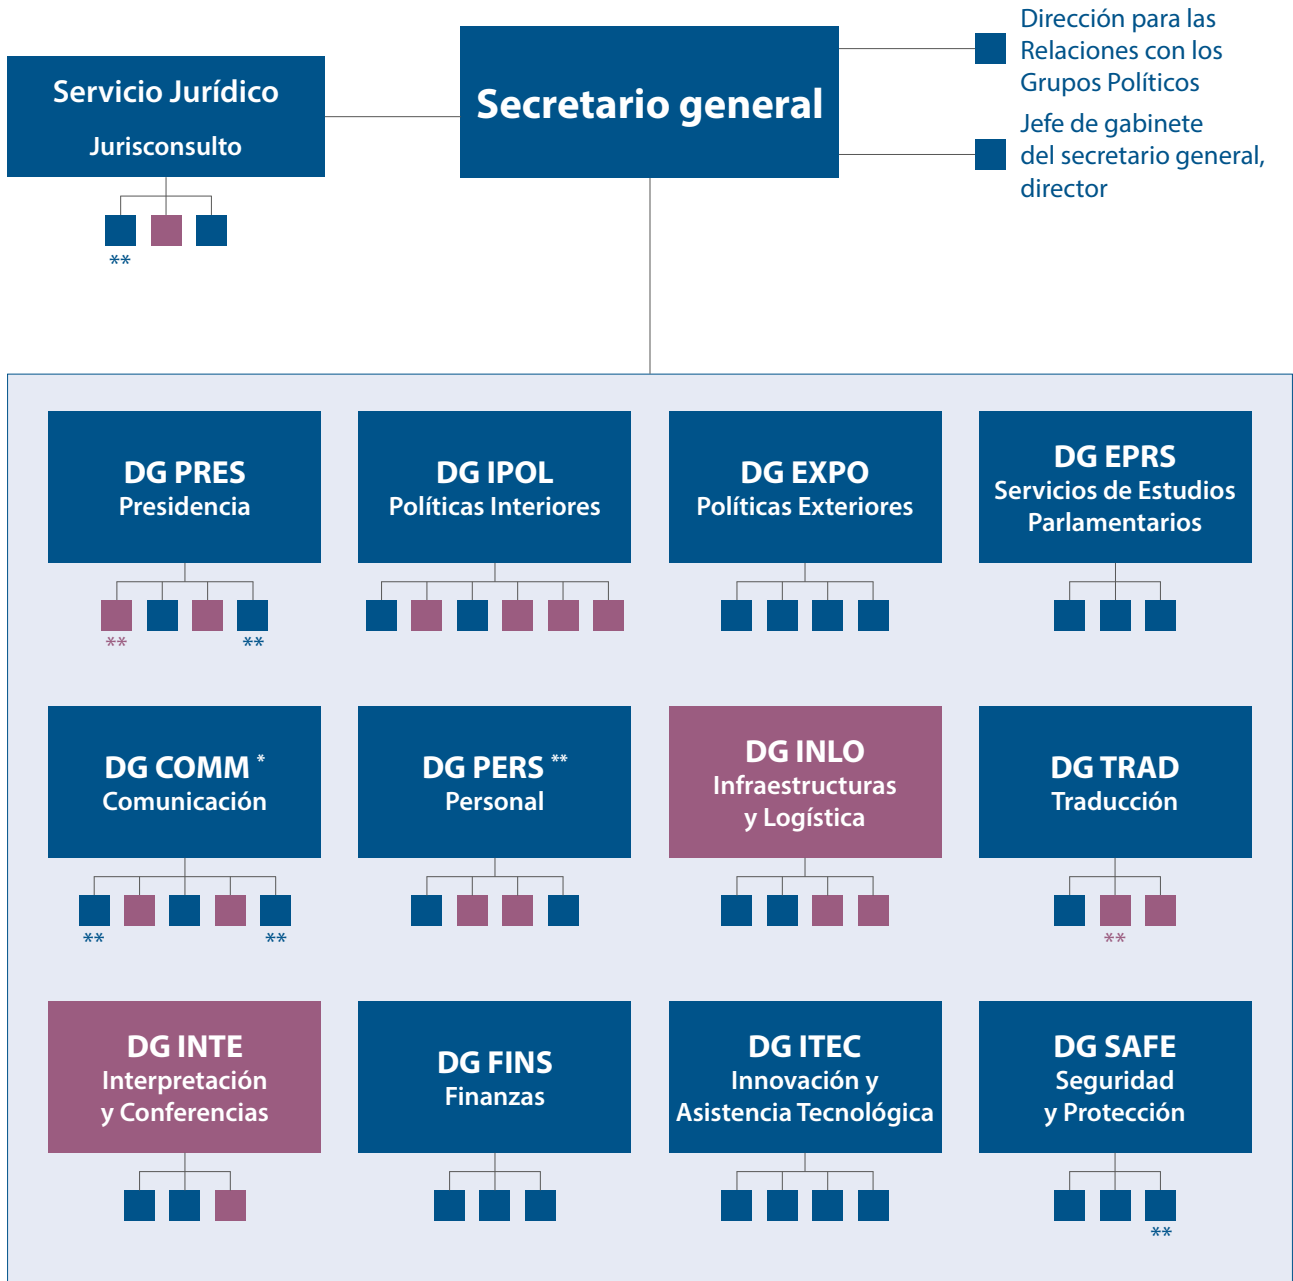 Servicio Jurídico
Jurisconsulto
**
Secretario general
Dirección para las
Relaciones con los
Grupos Políticos
Jefe de gabinete
del secretario general,
director
DG PRES
Presidencia
** **
DG IPOL
Políticas Interiores
DG EXPO
Políticas Exteriores
DG EPRS
Servicios de Estudios
Parlamentarios
DG COMM *
Comunicación
** **
DG PERS **
Personal
DG INLO
Infraestructuras
y Logística
DG TRAD
Traducción
**
DG INTE
Interpretación
y Conferencias
DG FINS
Finanzas
DG ITEC
Innovación y
Asistencia Tecnológica
DG SAFE
Seguridad
y Protección
**